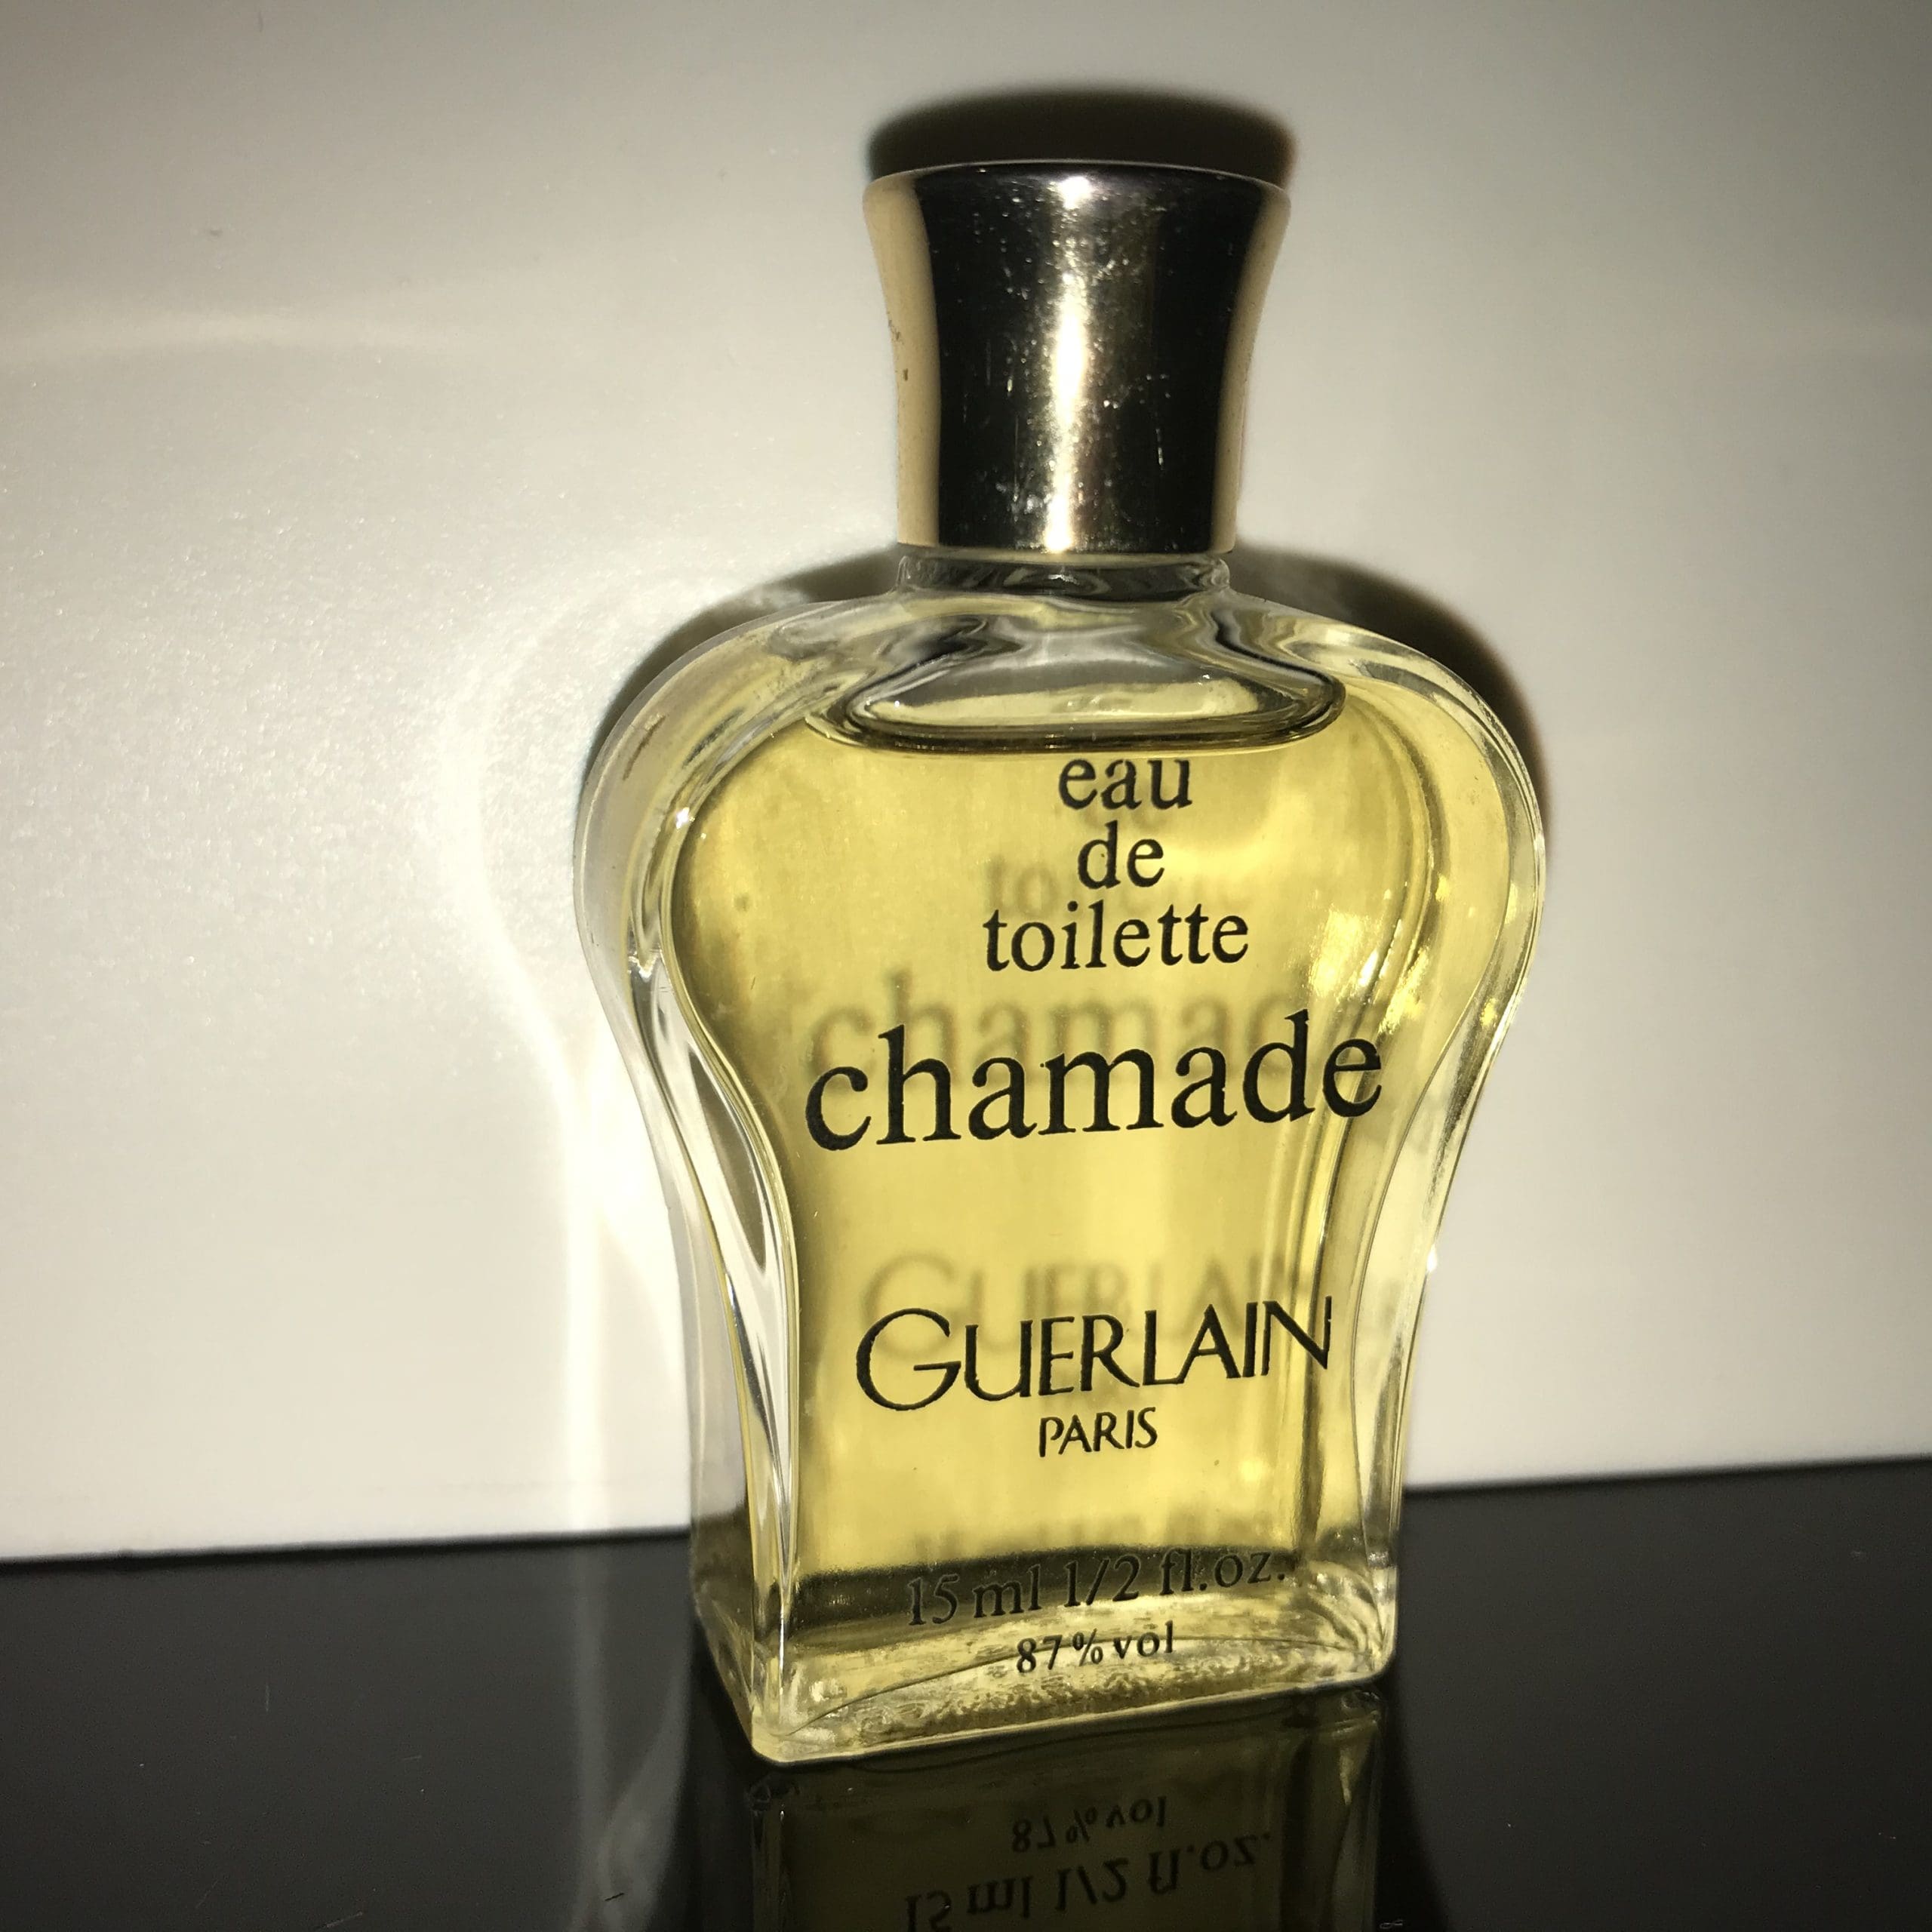 eau
de
toilette
chamade
GUERLAIN
PARIS
15 ml 1/2 fl.oz.
87% vol